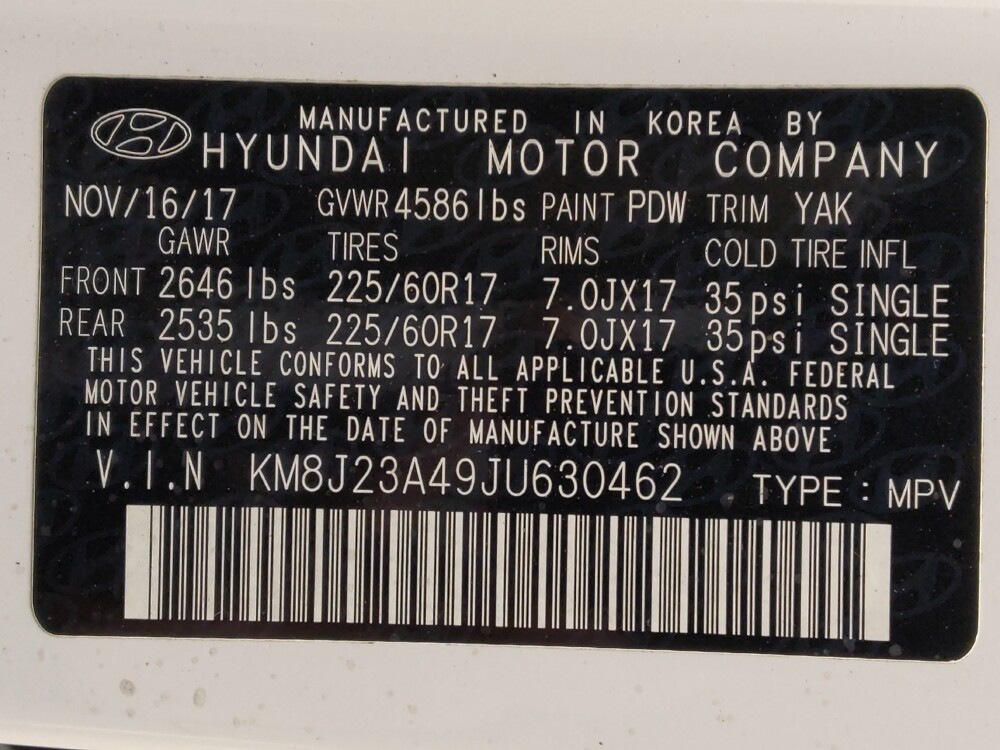 MANUFACTURED IN KOREA BY
HYUNDAI MOTOR COMPANY
NOV/16/17 GVWR 4586 lbs PAINT PDW TRIM YAK
GAWR TIRES RIMS COLD TIRE INFL
FRONT 2646 lbs 225/60R17 7.0JX17 35psi SINGLE
REAR 2535 lbs 225/60R17 7.0JX17 35psi SINGLE
THIS VEHICLE CONFORMS TO ALL APPLICABLE U.S.A. FEDERAL
MOTOR VEHICLE SAFETY AND THEFT PREVENTION STANDARDS
IN EFFECT ON THE DATE OF MANUFACTURE SHOWN ABOVE
V.I.N KM8J23A49JU630462 TYPE : MPV